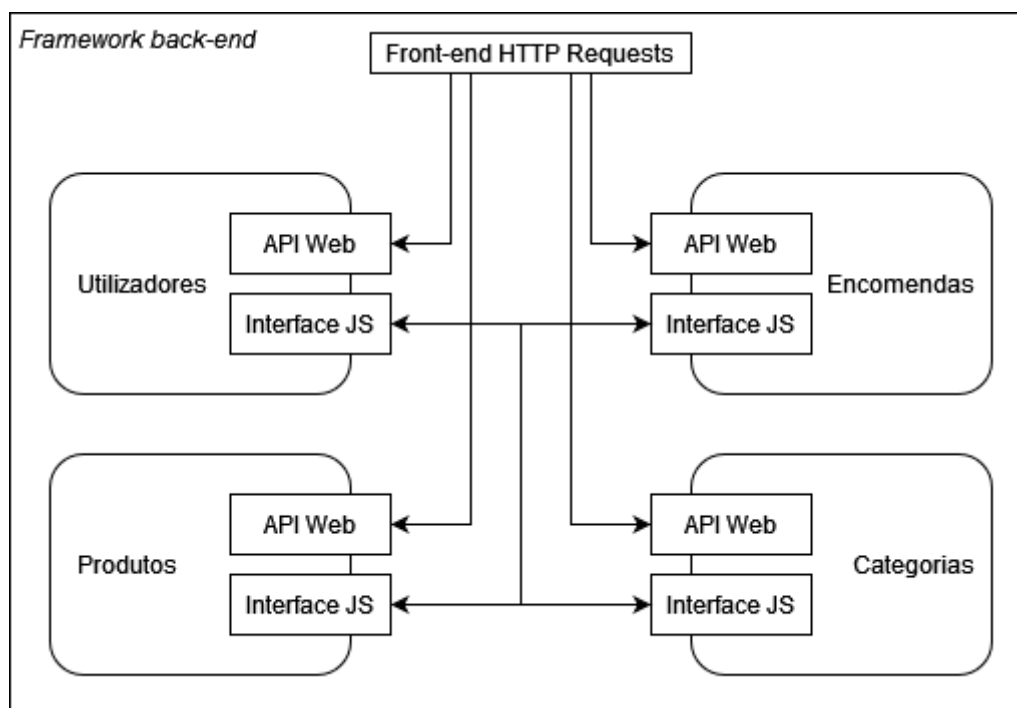 Framework back-end
Front-end HTTP Requests
API Web
Utilizadores
Interface JS
API Web
Encomendas
Interface JS
API Web
Produtos
Interface JS
API Web
Categorias
Interface JS